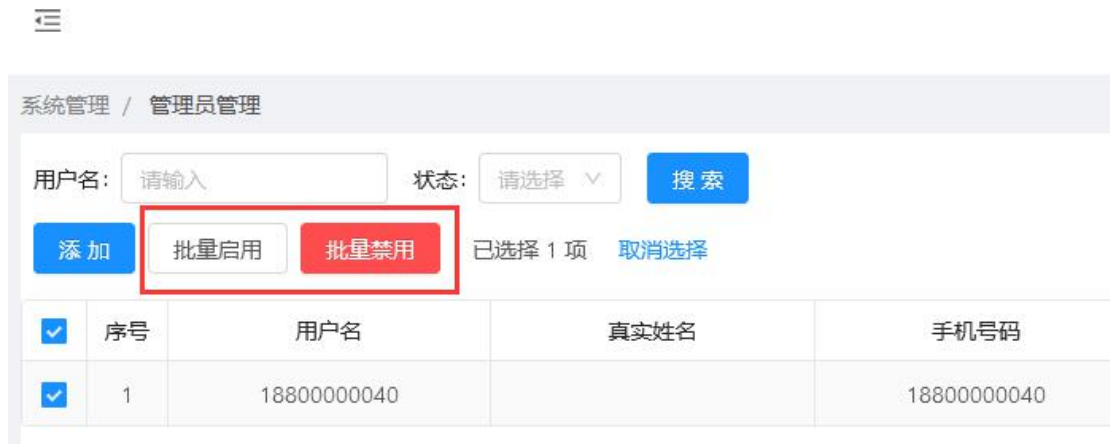 系统管理 / 管理员管理
用户名: 请输入 状态: 请选择 搜 索
添 加 批量启用 批量禁用 已选择 1 项 取消选择
序号 用户名 真实姓名 手机号码
1 18800000040 18800000040